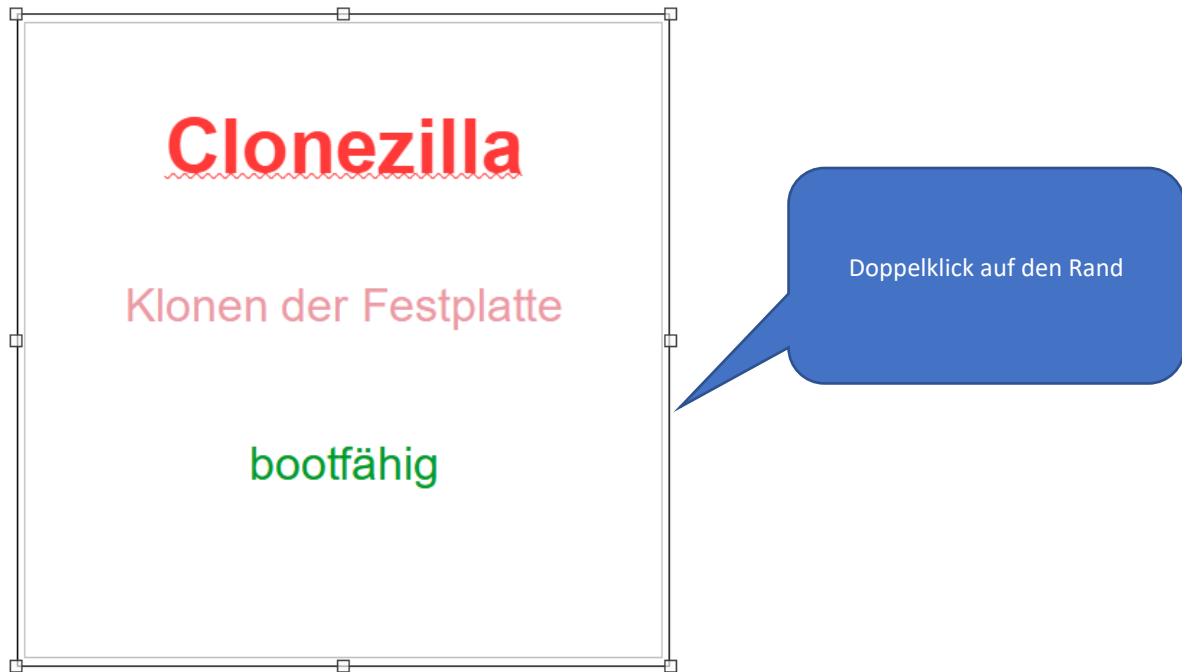 Clonezilla
Klonen der Festplatte
bootfähig
Doppelklick auf den Rand